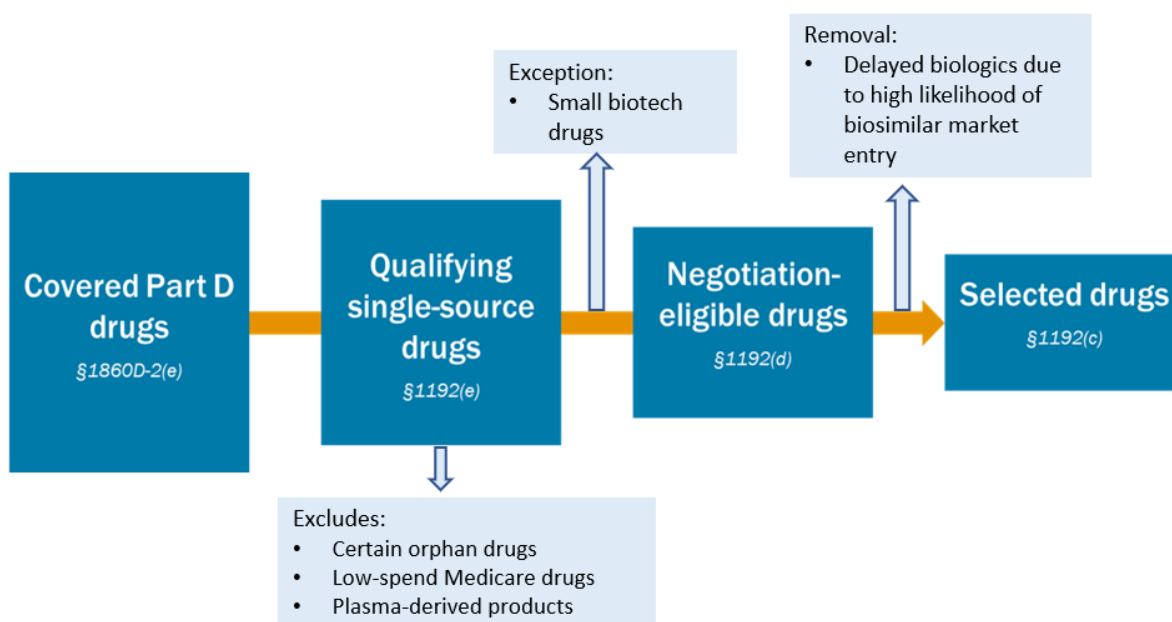 Removal:
• Delayed biologics due
to high likelihood of
biosimilar market
entry
Exception:
• Small biotech
drugs
Covered Part D
drugs
§1860D-2(e)
Qualifying
single-source
drugs
§1192(e)
Negotiation-
eligible drugs
§1192(d)
Selected drugs
§1192(c)
Excludes:
• Certain orphan drugs
• Low-spend Medicare drugs
• Plasma-derived products